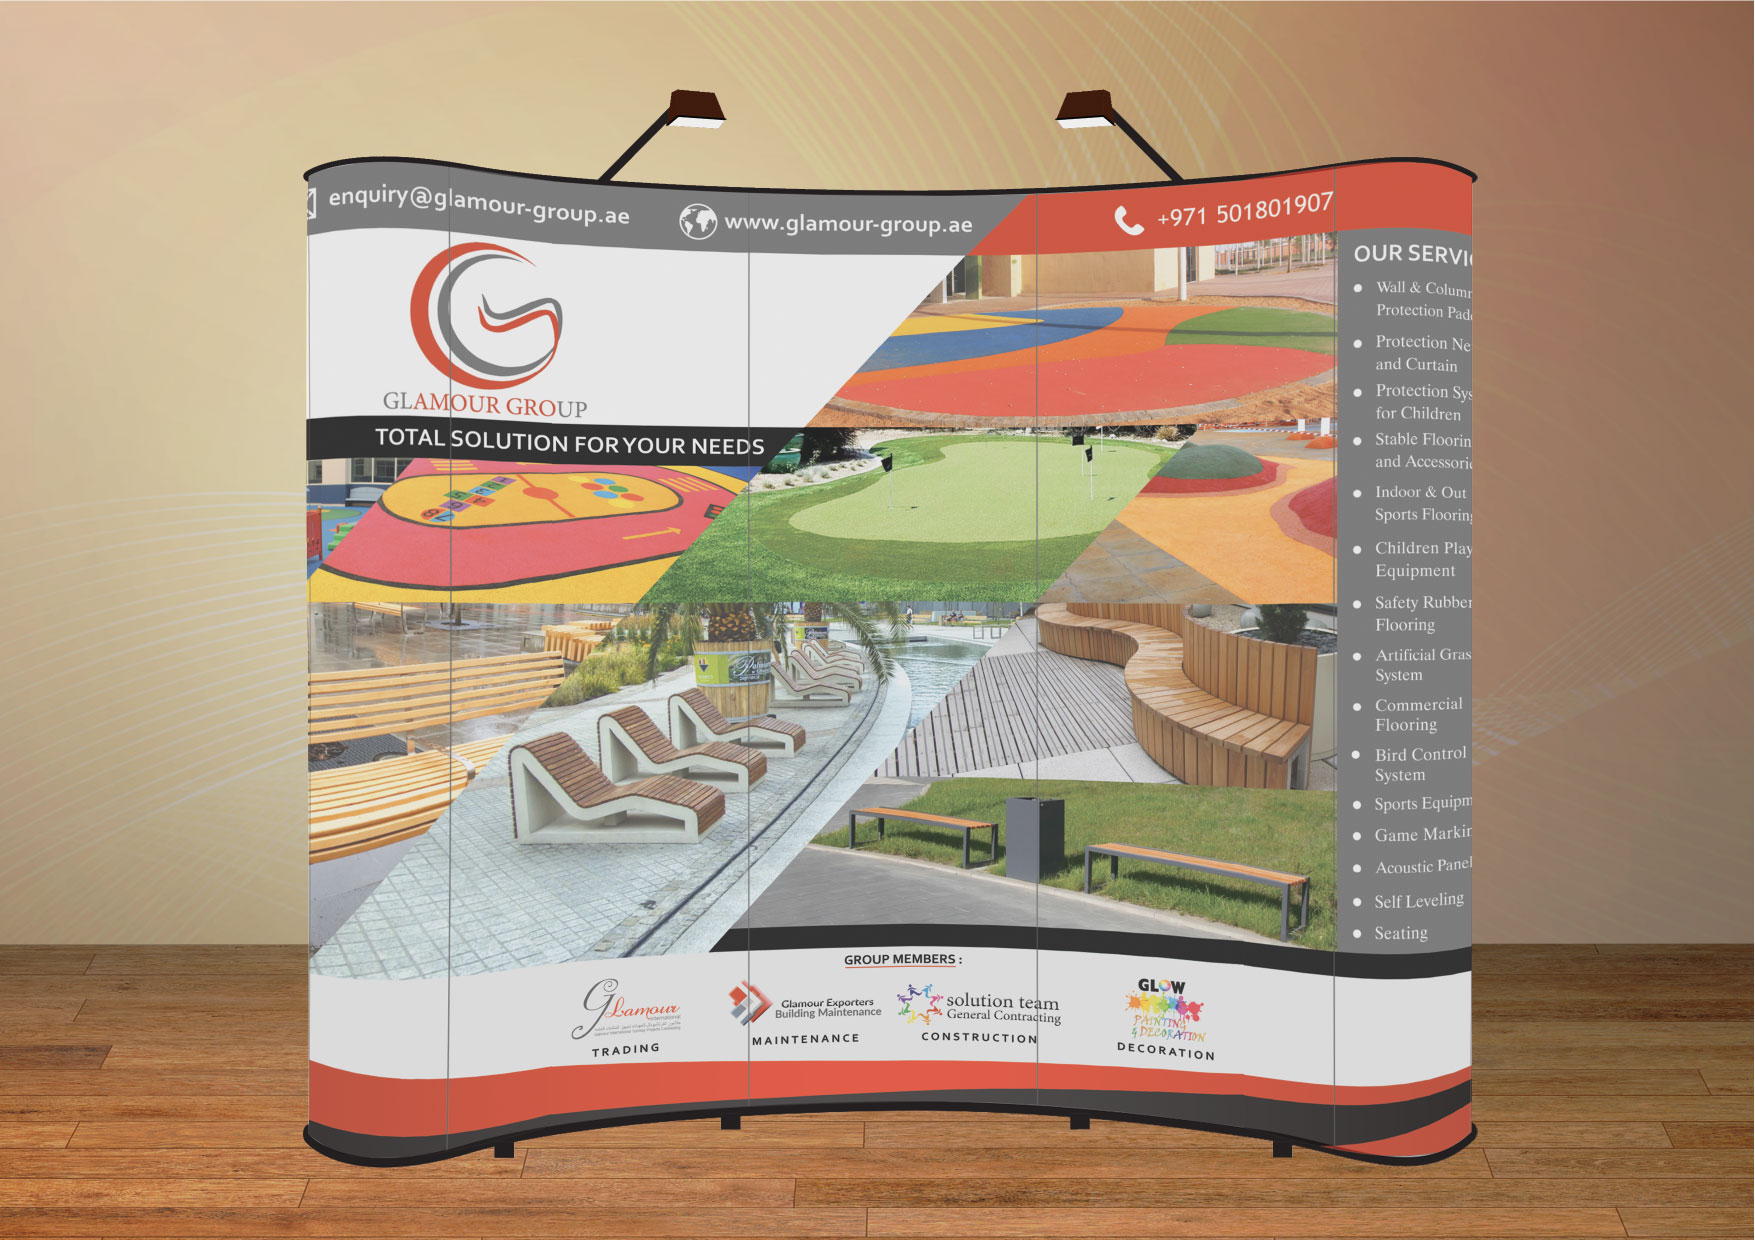 enquiry@glamour-group.ae
www.glamour-group.ae
+971 501801907
GLAMOUR GROUP
TOTAL SOLUTION FOR YOUR NEEDS
OUR SERVI
Wall & Colum
Protection Pad
Protection Ne
and Curtain
Protection Sys
for Children
Stable Floorin
and Accessori
Indoor & Out
Sports Flooring
Children Play
Equipment
Safety Rubber
Flooring
Artificial Gras
System
Commercial
Flooring
Bird Control
System
Sports Equipm
Game Markin
Acoustic Panel
Self Leveling
Seating
GROUP MEMBERS :
Glamour
International
TRADING
Glamour Exporters
Building Maintenance
MAINTENANCE
solution team
General Contracting
CONSTRUCTION
GLOW
PAINTING
& DECORATION
DECORATION